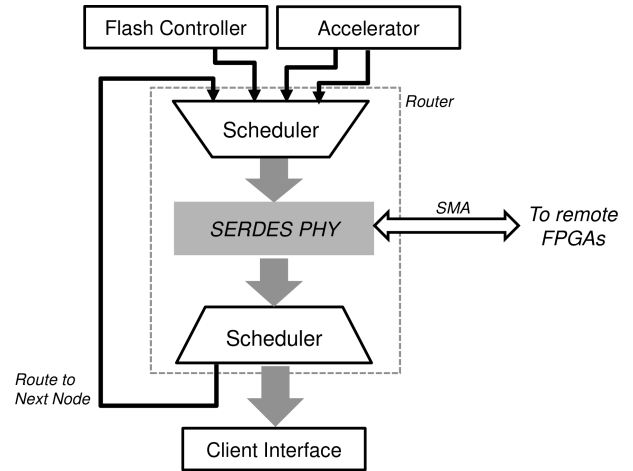 Flash Controller
Accelerator
Router
Scheduler
SMA
SERDES PHY
To remote
FPGAs
Scheduler
Route to
Next Node
Client Interface